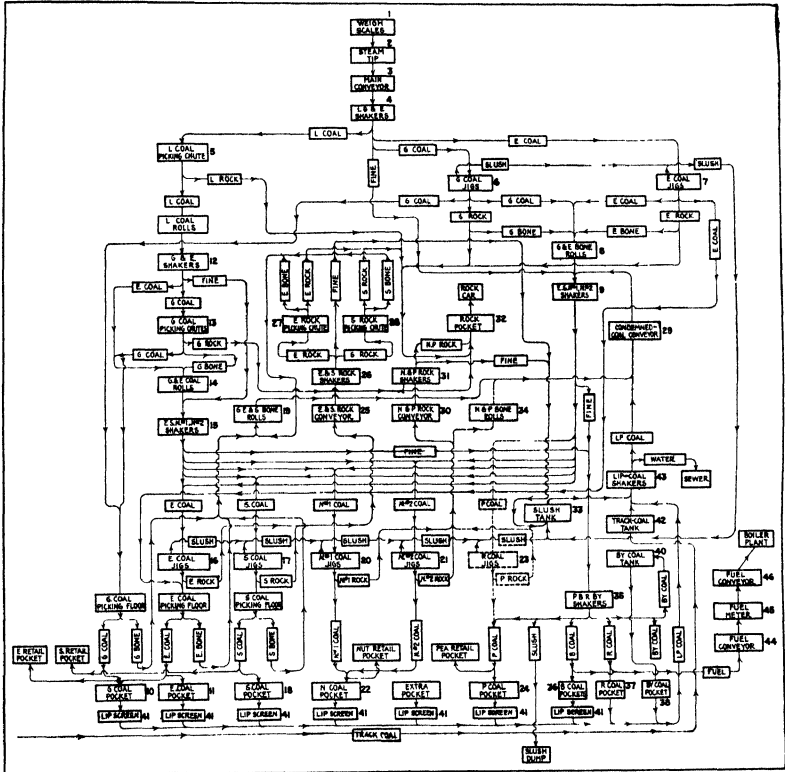 1
WEIGH
SCALES
2
STEAM
TIP
3
MAIN
CONVEYOR
4
L G & E
SHAKERS
L COAL
E COAL
G COAL
L COAL
PICKING CHUTE
5
FINE
SLUSH
SLUSH
G COAL
JIGS
6
E COAL
JIGS
7
L ROCK
L COAL
G COAL
G COAL
E COAL
L COAL
ROLLS
G ROCK
E ROCK
G BONE
E BONE
E COAL
G & E BONE
ROLLS
8
G & E
SHAKERS
12
FINE
E COAL
G COAL
E BONE
E ROCK
FINE
S ROCK
S BONE
ROCK
CAR
9
SHAKERS
G COAL
PICKING CHUTES
13
27
E ROCK
PICKING CHUTE
S ROCK
PICKING CHUTE
28
ROCK
POCKET
32
CONDEMNED
COAL CONVEYOR
29
G ROCK
G COAL
E ROCK
S ROCK
N.P ROCK
FINE
G BONE
G & E COAL
ROLLS
14
E & S ROCK
SHAKERS
26
N & P ROCK
SHAKERS
31
FINE
SHAKERS
15
G E & S BONE
ROLLS
19
E & S ROCK
CONVEYOR
25
N & P ROCK
CONVEYOR
30
N & P BONE
ROLLS
34
LP COAL
FINE
WATER
LIP-COAL
SHAKERS
43
SEWER
E COAL
S COAL
Nº1 COAL
Nº2 COAL
P COAL
SLUSH
TANK
33
TRACK-COAL
TANK
42
SLUSH
SLUSH
SLUSH
SLUSH
SLUSH
BOILER
PLANT
E COAL
JIGS
16
S COAL
JIGS
17
Nº1 COAL
JIGS
20
Nº2 COAL
JIGS
21
COAL
JIGS
23
BY COAL
TANK
40
E ROCK
S ROCK
Nº1 ROCK
Nº2 ROCK
P ROCK
FUEL
CONVEYOR
46
G COAL
PICKING FLOOR
E COAL
PICKING FLOOR
S COAL
PICKING FLOOR
P B R BY
SHAKERS
35
BY COAL
FUEL
METER
45
G COAL
G BONE
E COAL
E BONE
S COAL
S BONE
Nº1 COAL
Nº2 COAL
P COAL
SLUSH
B COAL
R COAL
BY COAL
LP COAL
FUEL
CONVEYOR
44
E RETAIL
POCKET
S RETAIL
POCKET
NUT RETAIL
POCKET
PEA RETAIL
POCKET
FUEL
G COAL
POCKET
10
E COAL
POCKET
11
S COAL
POCKET
18
N COAL
POCKET
22
EXTRA
POCKET
P COAL
POCKET
24
36
B COAL
POCKETS
R COAL
POCKET
37
BY COAL
POCKET
38
LIP SCREEN
41
LIP SCREEN
41
LIP SCREEN
41
LIP SCREEN
41
LIP SCREEN
41
LIP SCREEN
41
LIP SCREEN
41
TRACK COAL
SLUSH
DUMP